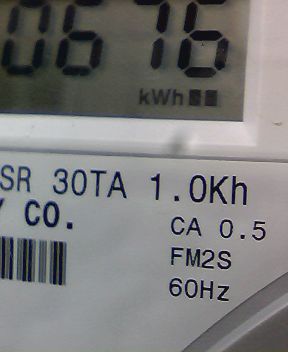 0676
kWh
SR 30TA 1.0Kh
Y CO.
CA 0.5
FM2S
60Hz